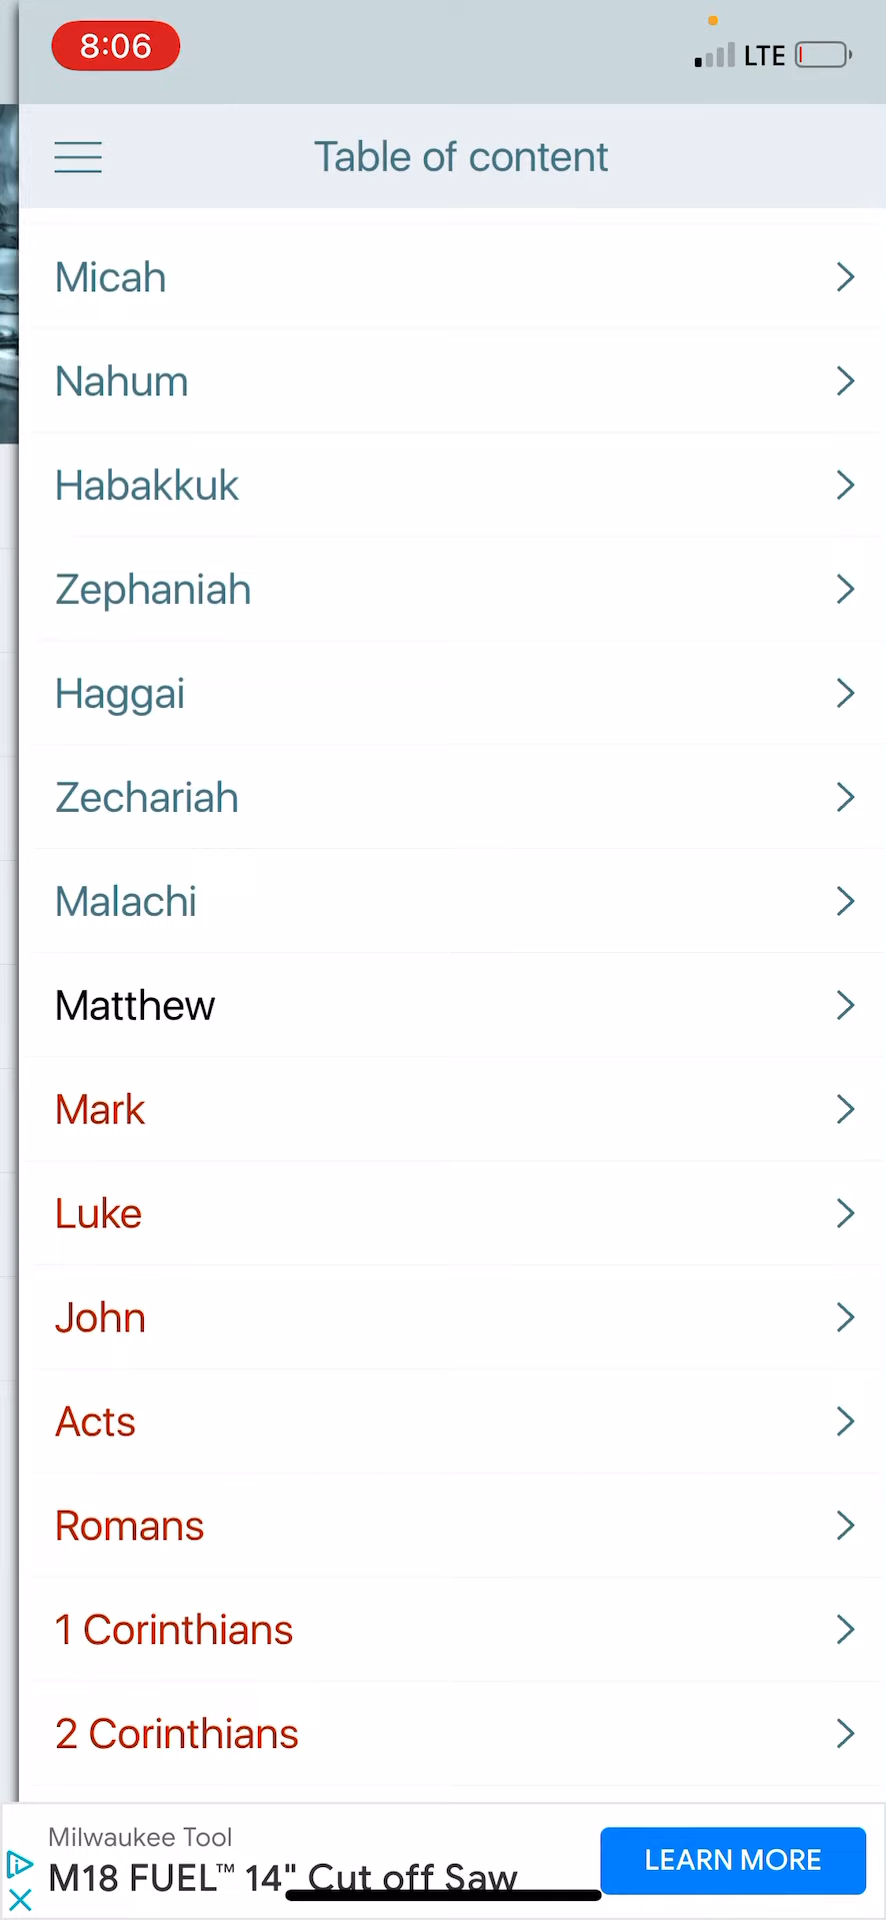 8:06
LTE
Table of content
Micah
Nahum
Habakkuk
Zephaniah
Haggai
Zechariah
Malachi
Matthew
Mark
Luke
John
Acts
Romans
1 Corinthians
2 Corinthians
Milwaukee Tool
M18 FUEL™ 14" Cut off Saw
LEARN MORE